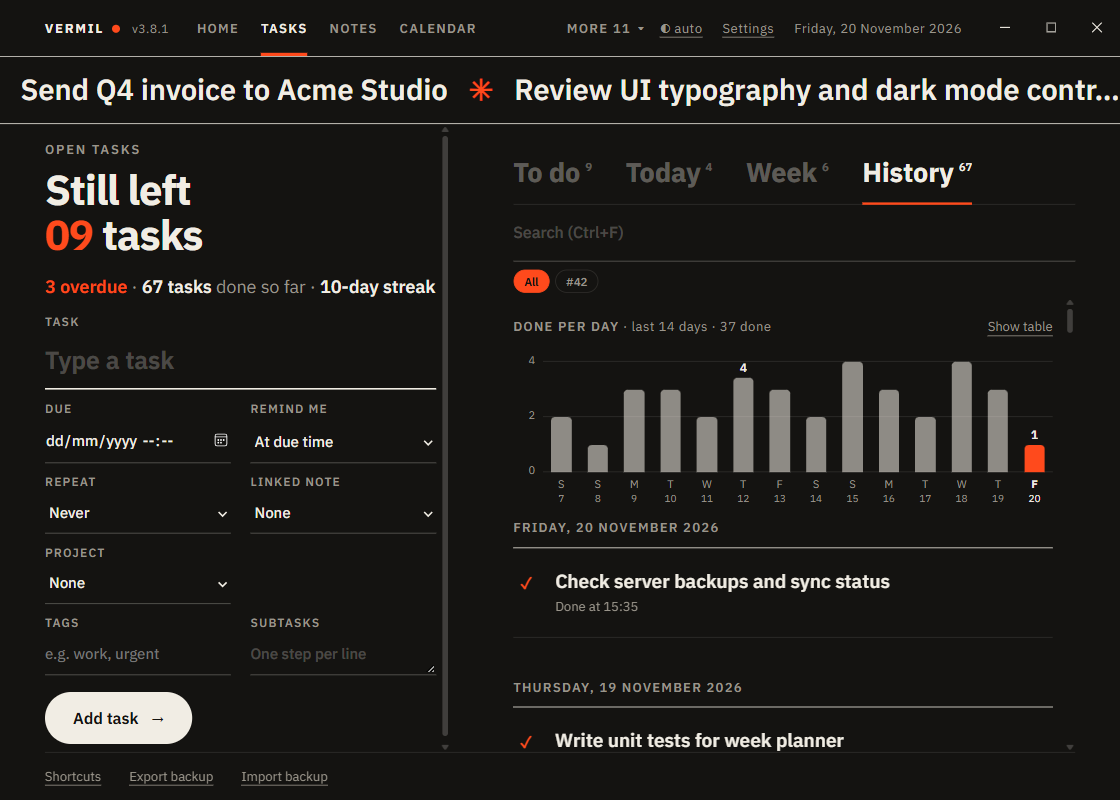 VERMIL v3.8.1 HOME TASKS NOTES CALENDAR MORE 11 auto Settings Friday, 20 November 2026
Send Q4 invoice to Acme Studio ✳ Review UI typography and dark mode contr...
OPEN TASKS
Still left
09 tasks
3 overdue · 67 tasks done so far · 10-day streak
TASK
Type a task
DUE REMIND ME
dd/mm/yyyy --:-- At due time
REPEAT LINKED NOTE
Never None
PROJECT
None
TAGS SUBTASKS
e.g. work, urgent One step per line
Add task →
To do 9 Today 4 Week 6 History 67
Search (Ctrl+F)
All #42
DONE PER DAY · last 14 days · 37 done Show table
4
2
0
4
1
S S M T W T F S S M T W T F
7 8 9 10 11 12 13 14 15 16 17 18 19 20
FRIDAY, 20 NOVEMBER 2026
✓ Check server backups and sync status
Done at 15:35
THURSDAY, 19 NOVEMBER 2026
✓ Write unit tests for week planner
Shortcuts Export backup Import backup